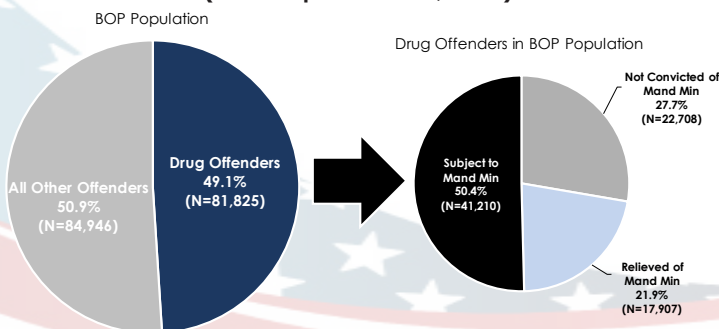 BOP Population
Drug Offenders in BOP Population
All Other Offenders
50.9%
(N=84,946)
Drug Offenders
49.1%
(N=81,825)
Subject to
Mand Min
50.4%
(N=41,210)
Not Convicted of
Mand Min
27.7%
(N=22,708)
Relieved of
Mand Min
21.9%
(N=17,907)